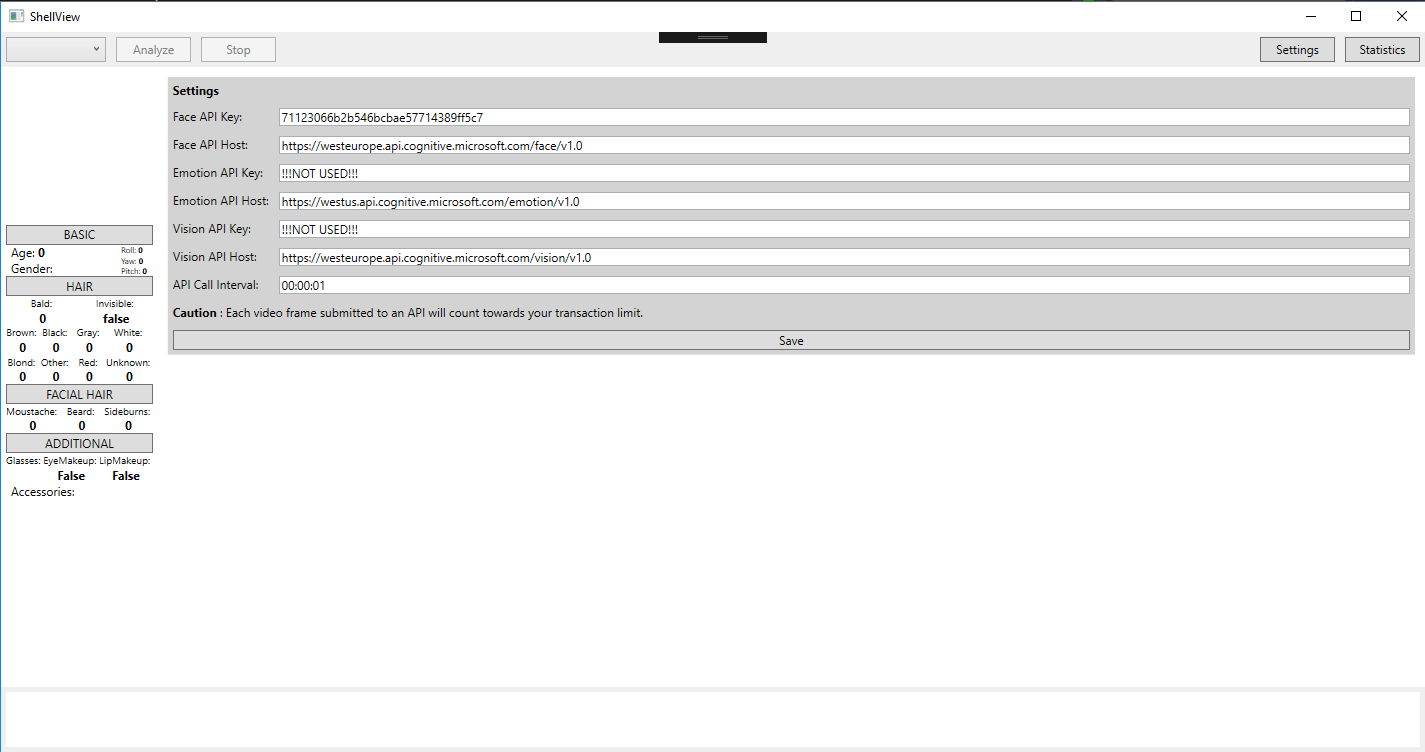 ShellView
Analyze Stop Settings Statistics
Settings
Face API Key: 71123066b2b546bcbae57714389ff5c7
Face API Host: https://westeurope.api.cognitive.microsoft.com/face/v1.0
Emotion API Key: !!!NOT USED!!!
Emotion API Host: https://westus.api.cognitive.microsoft.com/emotion/v1.0
Vision API Key: !!!NOT USED!!!
Vision API Host: https://westeurope.api.cognitive.microsoft.com/vision/v1.0
API Call Interval: 00:00:01
Caution : Each video frame submitted to an API will count towards your transaction limit.
Save
BASIC
Age: 0
Gender:
Roll: 0
Yaw: 0
Pitch: 0
HAIR
Bald: Invisible:
0 false
Brown: Black: Gray: White:
0 0 0 0
Blond: Other: Red: Unknown:
0 0 0 0
FACIAL HAIR
Moustache: Beard: Sideburns:
0 0 0
ADDITIONAL
Glasses: EyeMakeup: LipMakeup:
False False
Accessories: